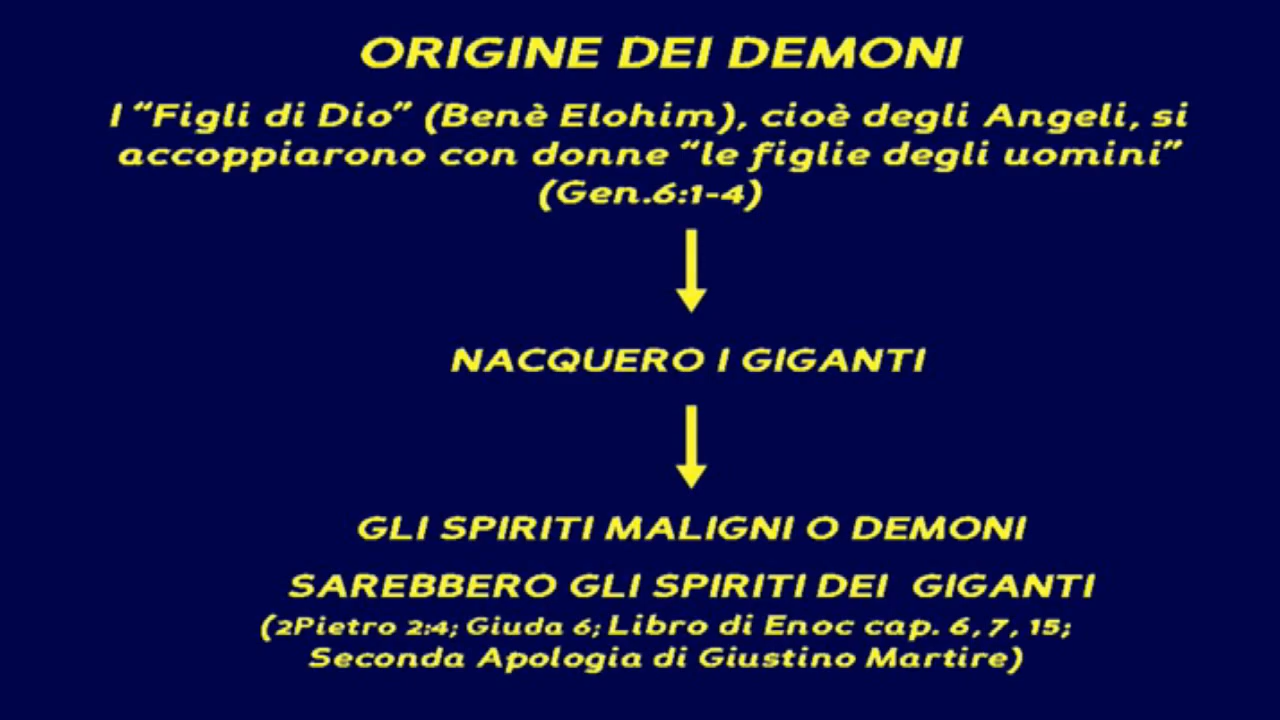 ORIGINE DEI DEMONI
I “Figli di Dio” (Benè Elohim), cioè degli Angeli, si
accoppiarono con donne “le figlie degli uomini”
(Gen.6:1-4)
NACQUERO I GIGANTI
GLI SPIRITI MALIGNI O DEMONI
SAREBBERO GLI SPIRITI DEI GIGANTI
(2Pietro 2:4; Giuda 6; Libro di Enoc cap. 6, 7, 15;
Seconda Apologia di Giustino Martire)